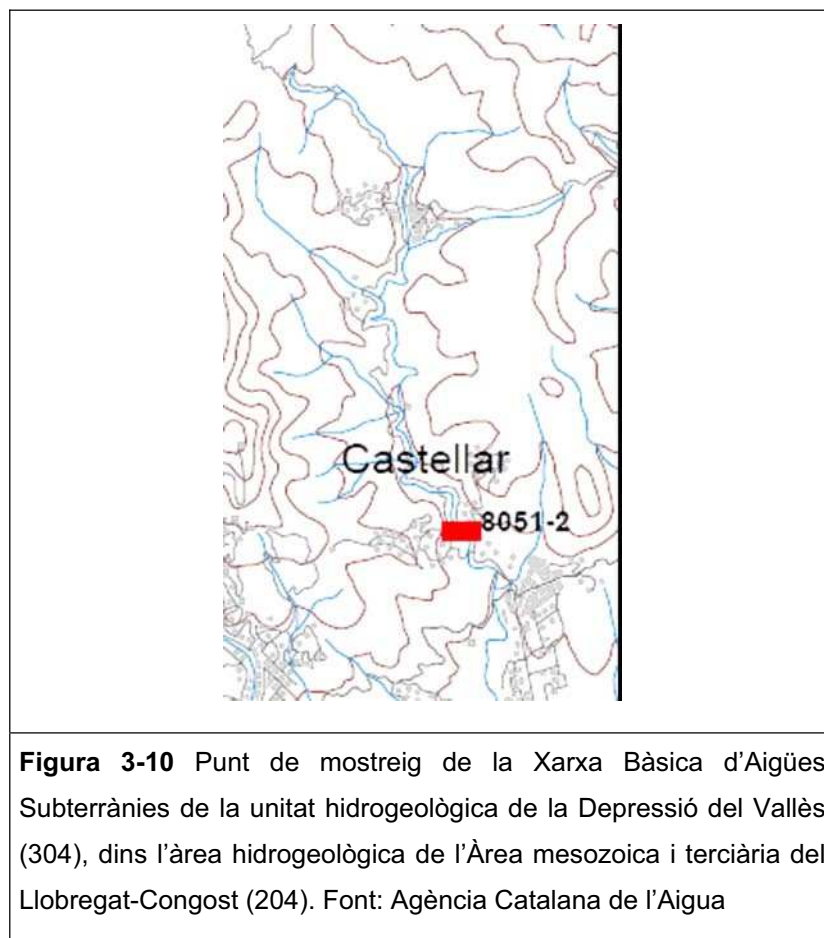 Castellar
8051-2
Figura 3-10 Punt de mostreig de la Xarxa Bàsica d’Aigües
Subterrànies de la unitat hidrogeològica de la Depressió del Vallès
(304), dins l’àrea hidrogeològica de l’Àrea mesozoica i terciària del
Llobregat-Congost (204). Font: Agència Catalana de l’Aigua